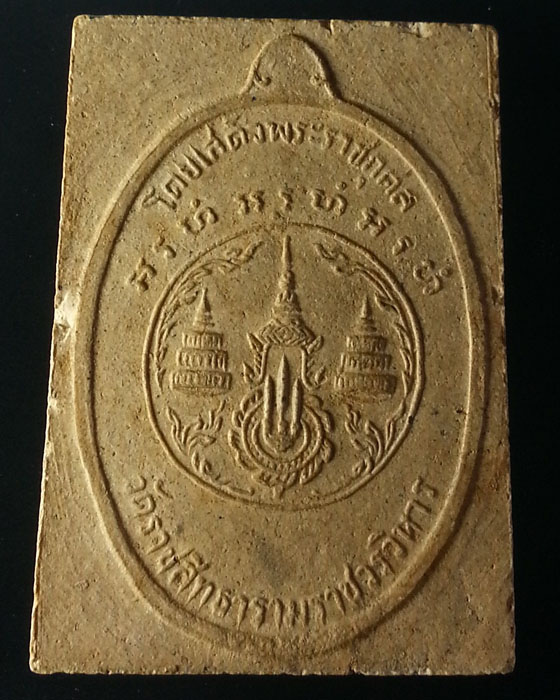 โดยเสด็จพระราชกุศล
วัดราชสิทธารามราชวรวิหาร